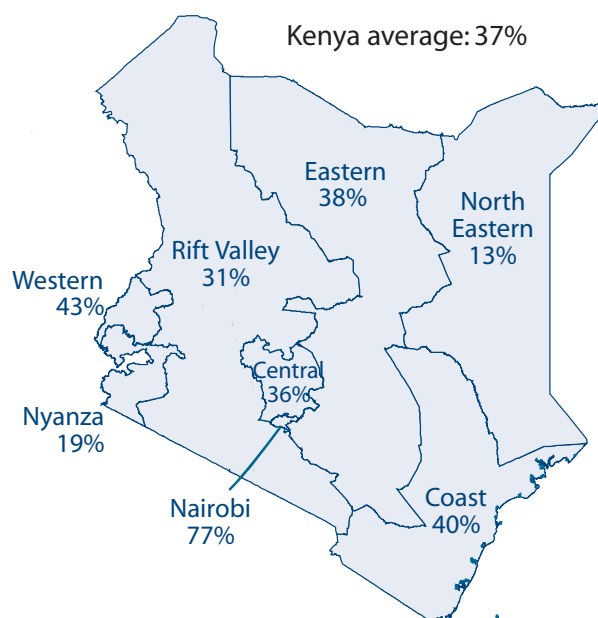 Kenya average: 37%
Eastern
38%
North
Eastern
13%
Rift Valley
31%
Western
43%
Central
36%
Nyanza
19%
Nairobi
77%
Coast
40%